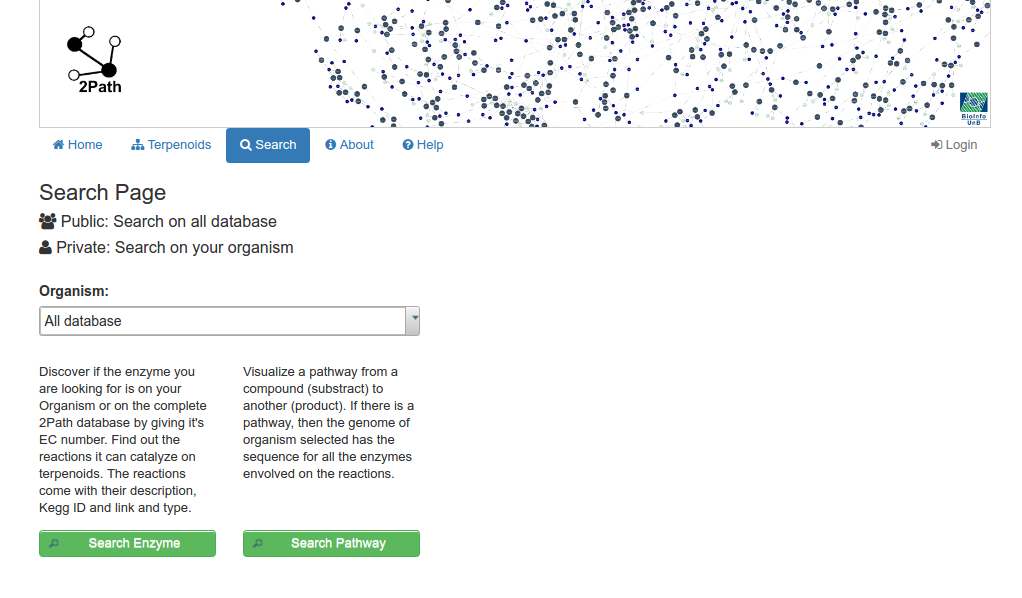 2Path
BioInfo
UnB
Home Terpenoids Search About Help Login
Search Page
Public: Search on all database
Private: Search on your organism
Organism:
All database
Discover if the enzyme you
are looking for is on your
Organism or on the complete
2Path database by giving it's
EC number. Find out the
reactions it can catalyze on
terpenoids. The reactions
come with their description,
Kegg ID and link and type.
Visualize a pathway from a
compound (substract) to
another (product). If there is a
pathway, then the genome of
organism selected has the
sequence for all the enzymes
envolved on the reactions.
Search Enzyme
Search Pathway